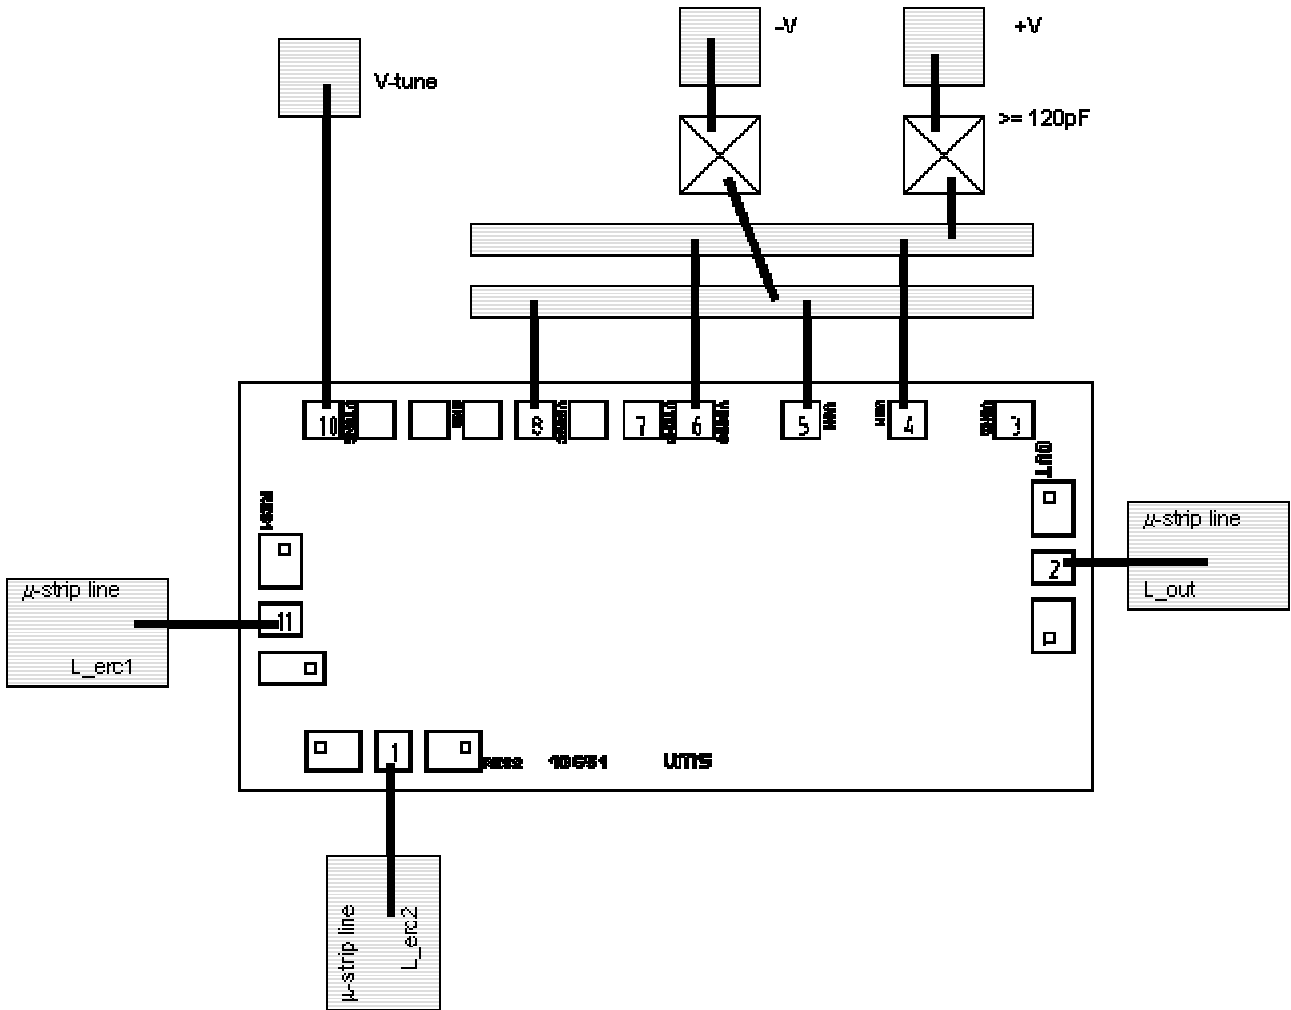 -V
+V
V-tune
>= 120pF
10
8
7
6
5
4
3
OUT
μ-strip line
2
L_out
μ-strip line
11
L_erc1
1
UMS
μ-strip line
L_erc2